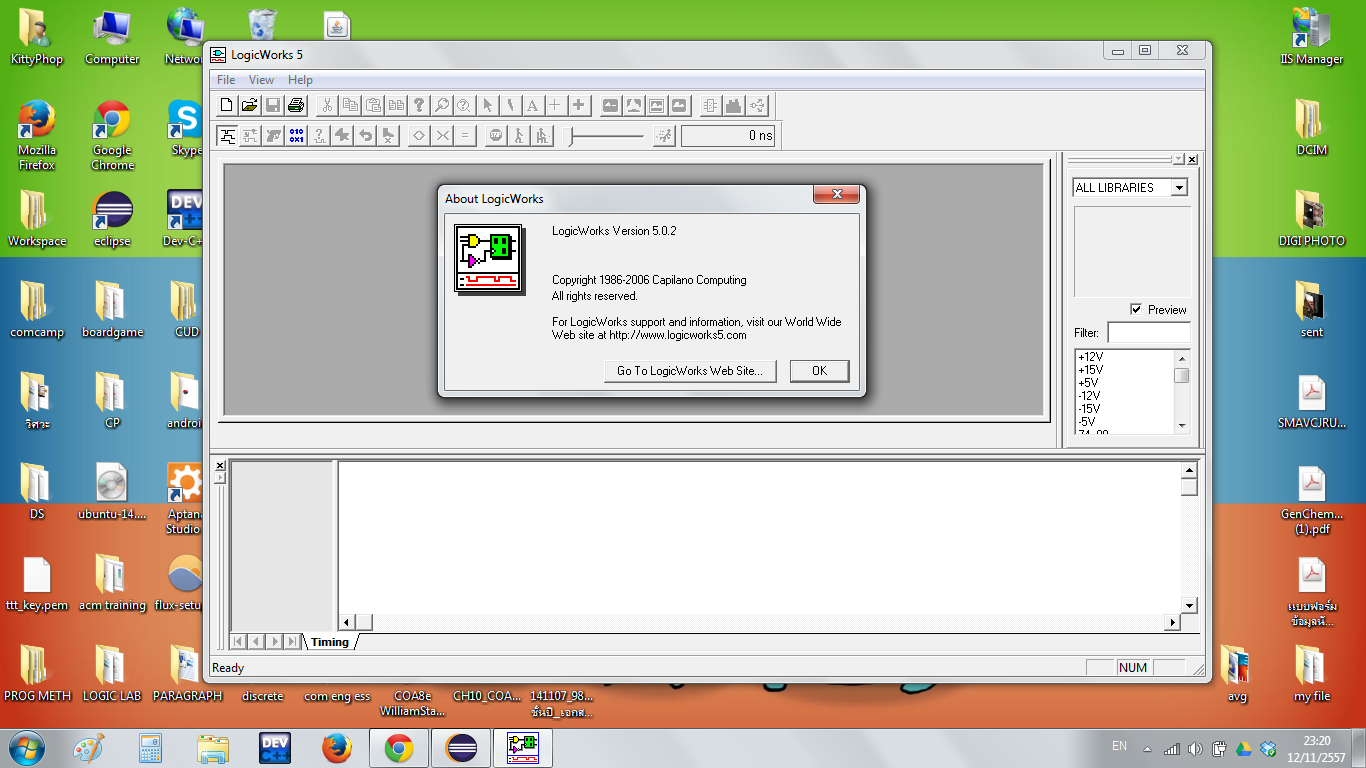 KittyPhop
Computer
Netwo
IIS Manager
Mozilla
Firefox
Google
Chrome
Skype
DCIM
Workspace
eclipse
DEV
Dev-C+
DIGI PHOTO
comcamp
boardgame
CUD
sent
วิศวะ
CP
androi
SMAVCJRU...
DS
ubuntu-14....
Aptana
Studio
GenChem...
(1).pdf
ttt_key.pem
acm training
flux-setu
แบบฟอร์ม
ข้อมูลนั...
PROG METH
LOGIC LAB
PARAGRAPH
discrete
com eng ess
COA8e
WilliamSta...
CH10_COA...
141107_98...
ชั้นปี_เอกส...
avg
my file
LogicWorks 5
File View Help
0 ns
ALL LIBRARIES
Preview
Filter:
+12V
+15V
+5V
-12V
-15V
-5V
About LogicWorks
LogicWorks Version 5.0.2
Copyright 1986-2006 Capilano Computing
All rights reserved.
For LogicWorks support and information, visit our World Wide
Web site at http://www.logicworks5.com
Go To LogicWorks Web Site...
OK
Timing
Ready
NUM
DEV
EN
23:20
12/11/2557